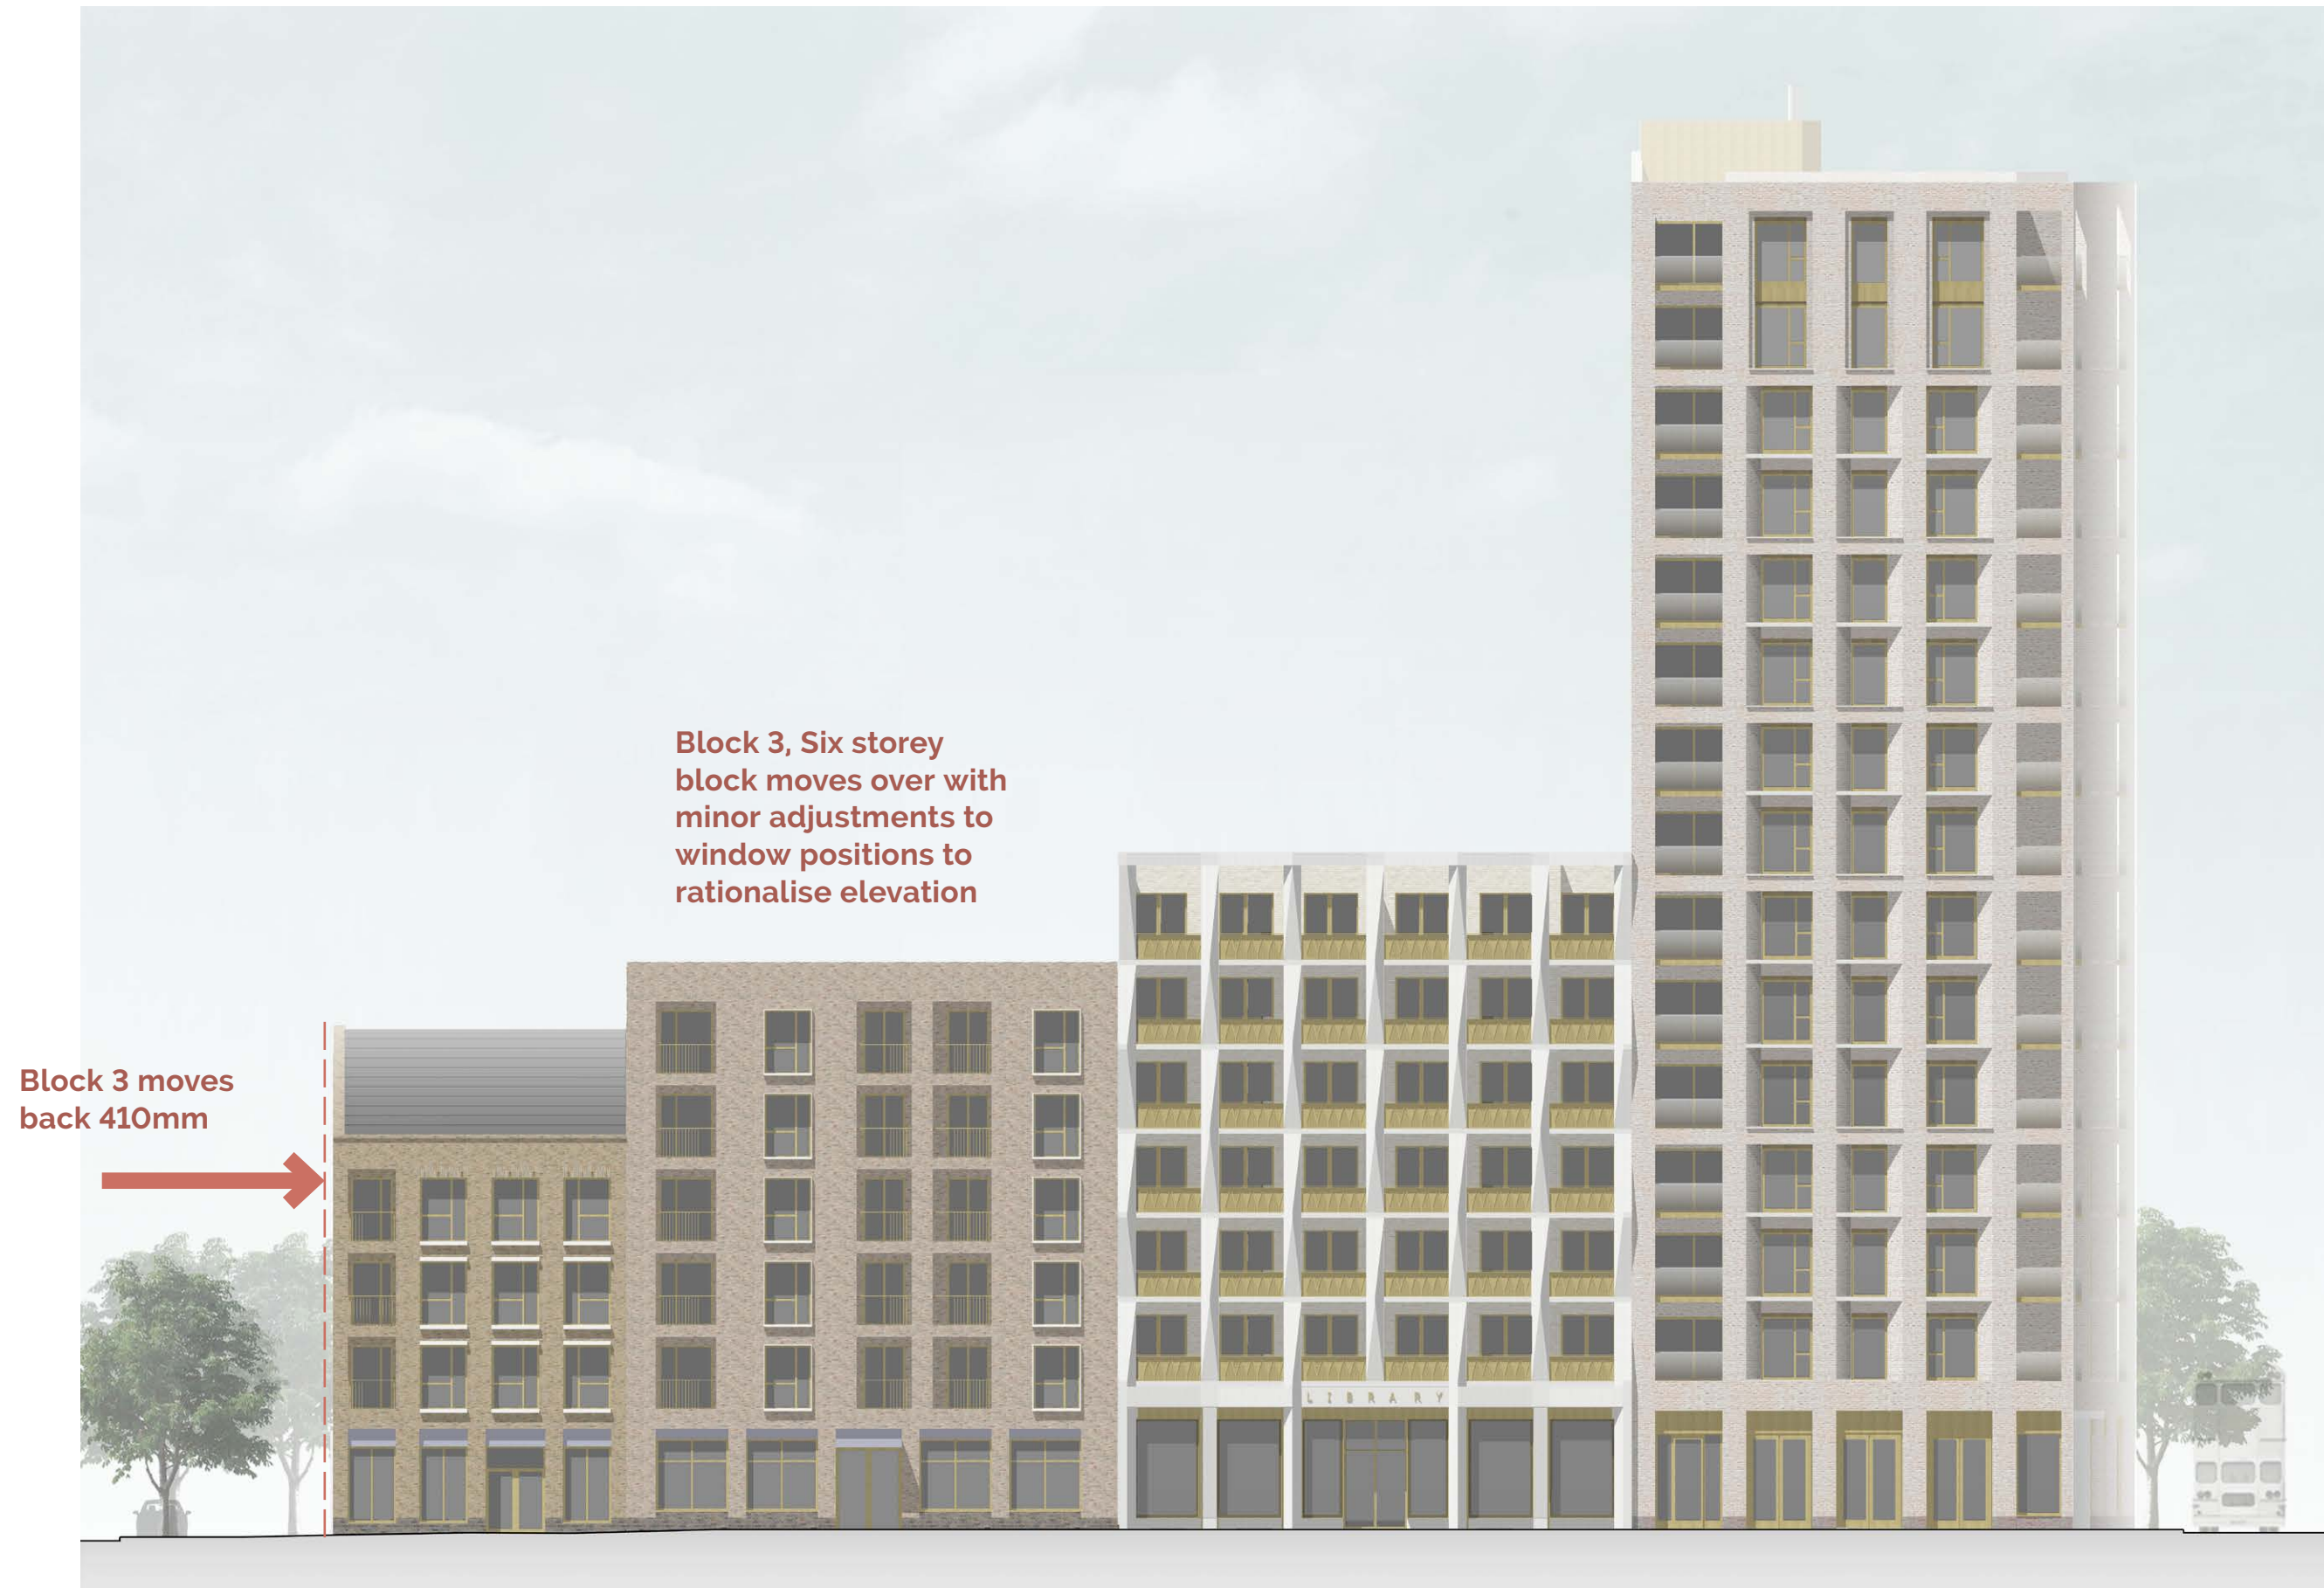 Block 3, Six storey
block moves over with
minor adjustments to
window positions to
rationalise elevation
Block 3 moves
back 410mm
LIBRARY